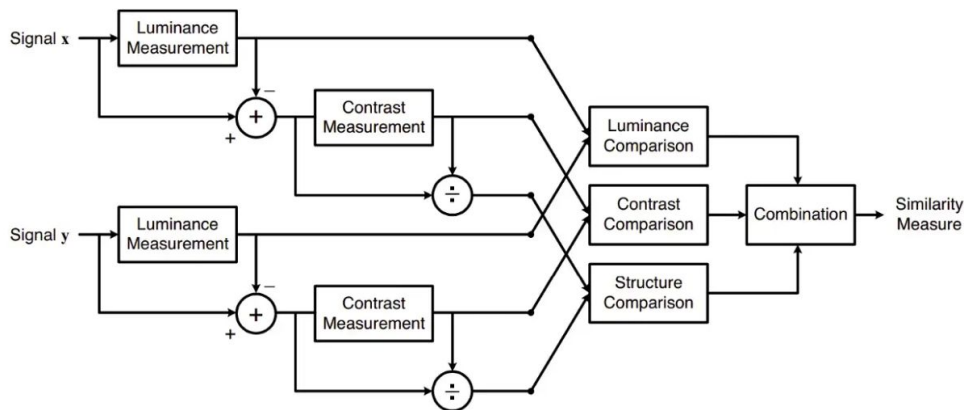 Signal x
Luminance
Measurement
−
+
+
Contrast
Measurement
÷
Signal y
Luminance
Measurement
−
+
+
Contrast
Measurement
÷
Luminance
Comparison
Contrast
Comparison
Structure
Comparison
Combination
Similarity
Measure